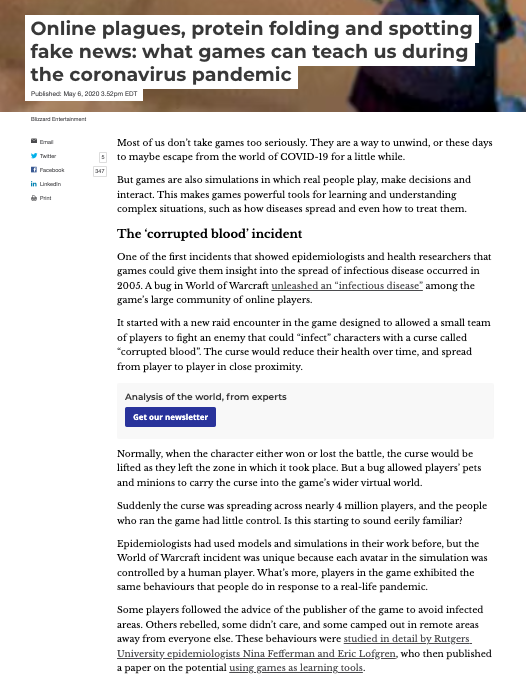 Online plagues, protein folding and spotting
fake news: what games can teach us during
the coronavirus pandemic
Published: May 6, 2020 3.52pm EDT
Blizzard Entertainment
Email
Twitter 5
Facebook 347
LinkedIn
Print
Most of us don’t take games too seriously. They are a way to unwind, or these days
to maybe escape from the world of COVID-19 for a little while.
But games are also simulations in which real people play, make decisions and
interact. This makes games powerful tools for learning and understanding
complex situations, such as how diseases spread and even how to treat them.
The ‘corrupted blood’ incident
One of the first incidents that showed epidemiologists and health researchers that
games could give them insight into the spread of infectious disease occurred in
2005. A bug in World of Warcraft unleashed an “infectious disease” among the
game’s large community of online players.
It started with a new raid encounter in the game designed to allowed a small team
of players to fight an enemy that could “infect” characters with a curse called
“corrupted blood”. The curse would reduce their health over time, and spread
from player to player in close proximity.
Analysis of the world, from experts
Get our newsletter
Normally, when the character either won or lost the battle, the curse would be
lifted as they left the zone in which it took place. But a bug allowed players’ pets
and minions to carry the curse into the game’s wider virtual world.
Suddenly the curse was spreading across nearly 4 million players, and the people
who ran the game had little control. Is this starting to sound eerily familiar?
Epidemiologists had used models and simulations in their work before, but the
World of Warcraft incident was unique because each avatar in the simulation was
controlled by a human player. What’s more, players in the game exhibited the
same behaviours that people do in response to a real-life pandemic.
Some players followed the advice of the publisher of the game to avoid infected
areas. Others rebelled, some didn’t care, and some camped out in remote areas
away from everyone else. These behaviours were studied in detail by Rutgers
University epidemiologists Nina Fefferman and Eric Lofgren, who then published
a paper on the potential using games as learning tools.